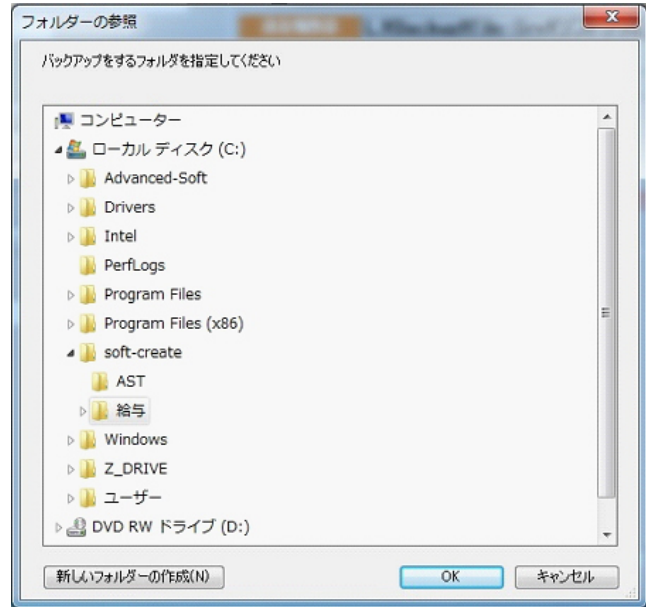 フォルダーの参照
バックアップをするフォルダを指定してください
コンピューター
ローカル ディスク (C:)
Advanced-Soft
Drivers
Intel
PerfLogs
Program Files
Program Files (x86)
soft-create
AST
給与
Windows
Z_DRIVE
ユーザー
DVD RW ドライブ (D:)
新しいフォルダーの作成(N)
OK
キャンセル